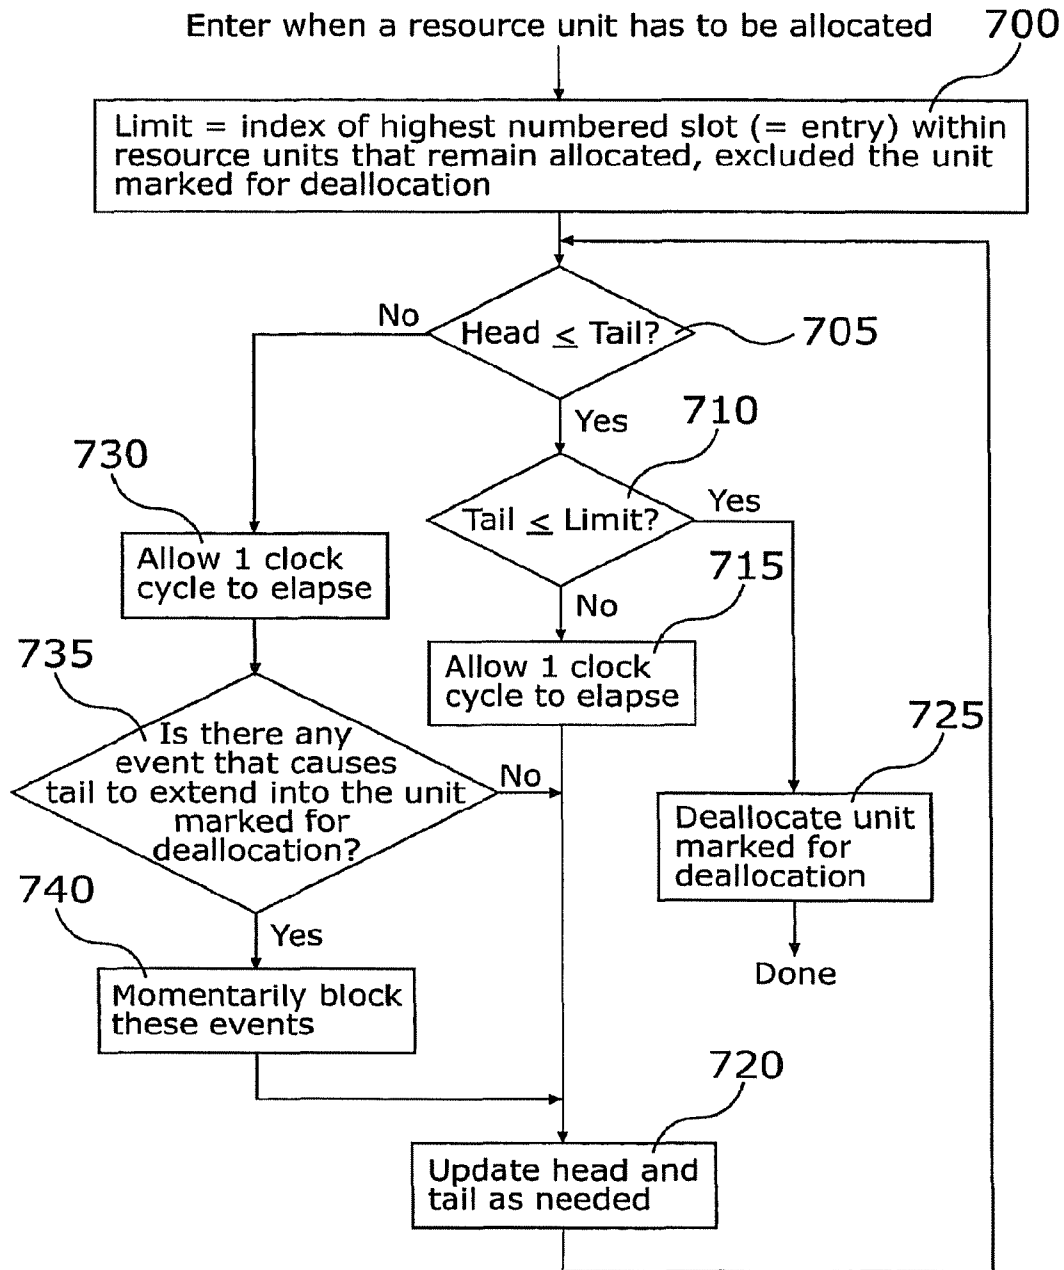 Enter when a resource unit has to be allocated
700
Limit = index of highest numbered slot (= entry) within
resource units that remain allocated, excluded the unit
marked for deallocation
No
Head ≤ Tail?
705
Yes
710
730
Tail ≤ Limit?
Yes
Allow 1 clock
cycle to elapse
715
No
735
Allow 1 clock
cycle to elapse
Is there any
event that causes
tail to extend into the unit
marked for
deallocation?
No
725
Deallocate unit
marked for
deallocation
740
Yes
Done
Momentarily block
these events
720
Update head and
tail as needed